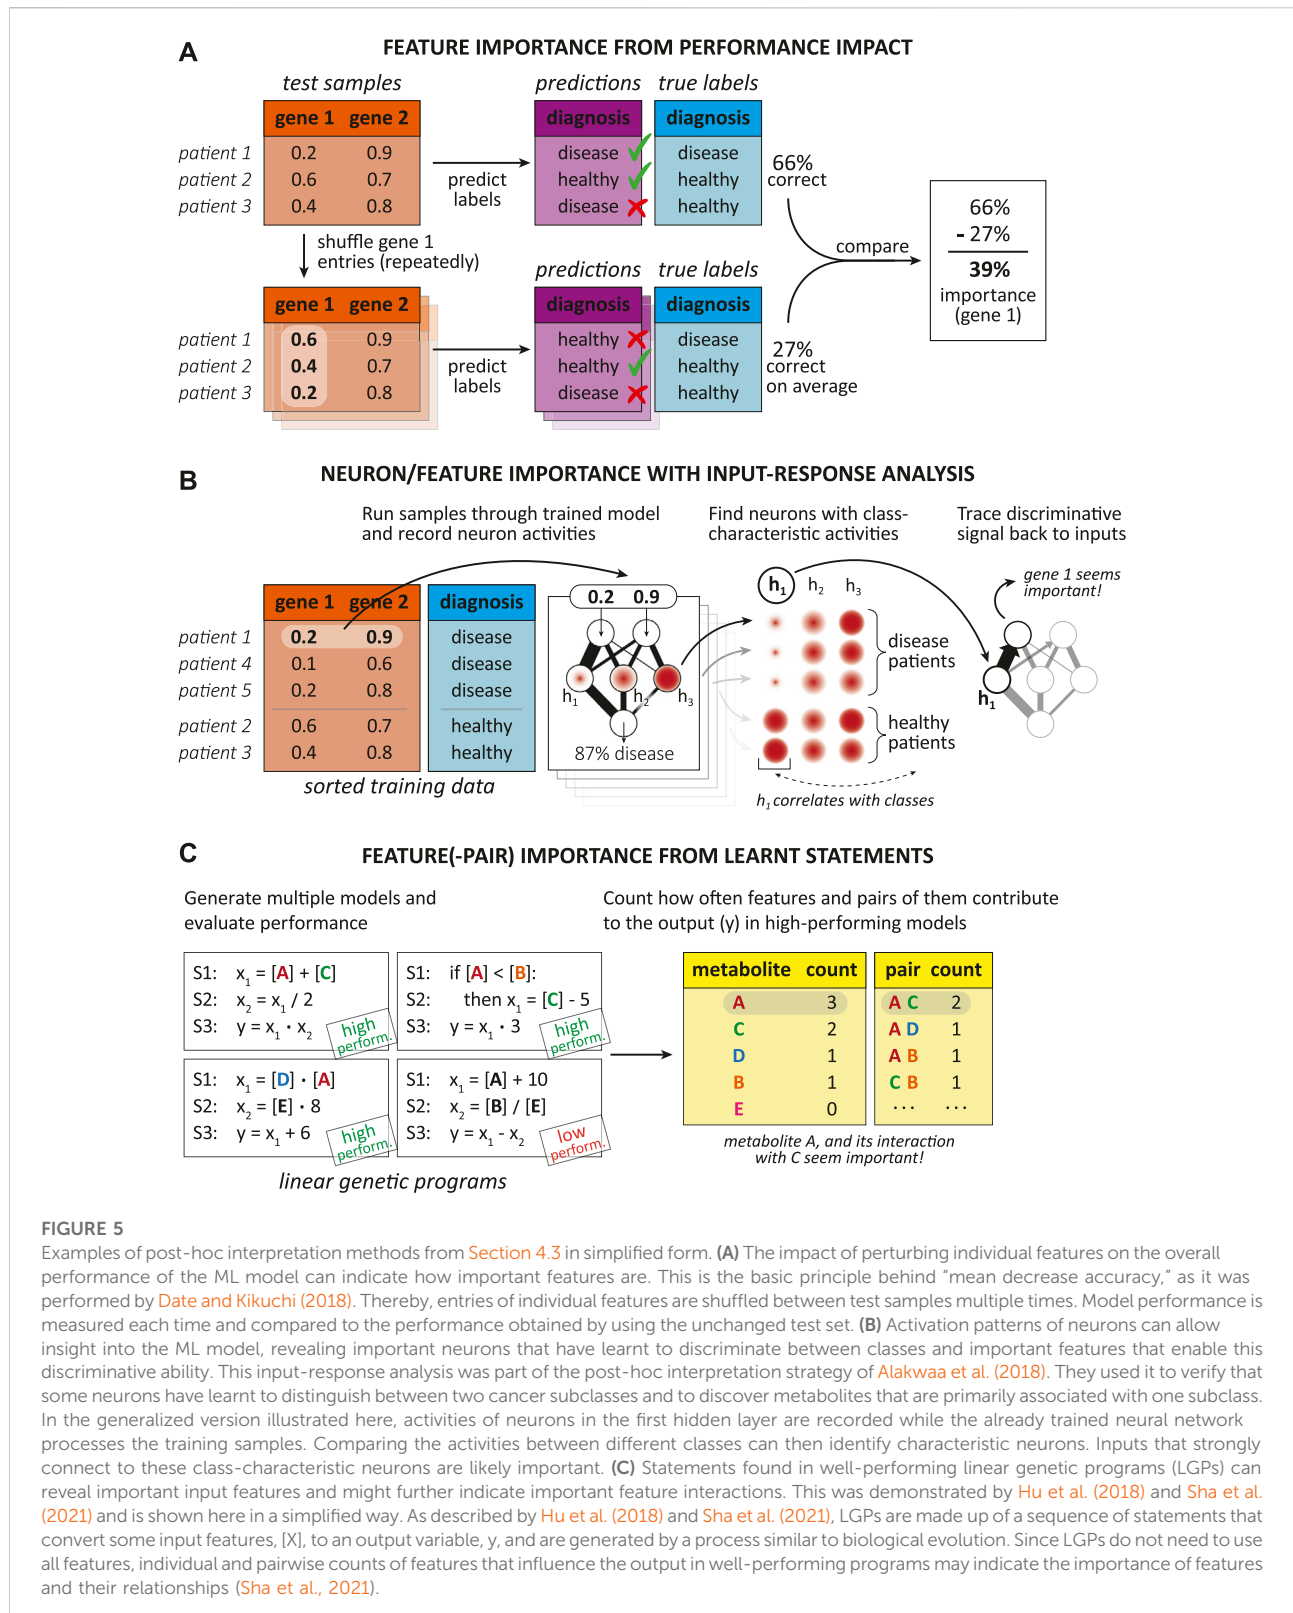 A
FEATURE IMPORTANCE FROM PERFORMANCE IMPACT
test samples
predictions
true labels
gene 1 gene 2
diagnosis
diagnosis
patient 1 0.2 0.9
disease
disease
patient 2 0.6 0.7
healthy
healthy
patient 3 0.4 0.8
disease
healthy
predict
labels
66%
correct
shuffle gene 1
entries (repeatedly)
compare
66%
- 27%
39%
importance
(gene 1)
predictions
true labels
gene 1 gene 2
diagnosis
diagnosis
patient 1 0.6 0.9
healthy
disease
patient 2 0.4 0.7
healthy
healthy
patient 3 0.2 0.8
disease
healthy
predict
labels
27%
correct
on average
B
NEURON/FEATURE IMPORTANCE WITH INPUT-RESPONSE ANALYSIS
Run samples through trained model
and record neuron activities
Find neurons with class-
characteristic activities
Trace discriminative
signal back to inputs
gene 1 gene 2
diagnosis
patient 1 0.2 0.9 disease
patient 4 0.1 0.6 disease
patient 5 0.2 0.8 disease
patient 2 0.6 0.7 healthy
patient 3 0.4 0.8 healthy
sorted training data
0.2 0.9
h1 h2 h3
87% disease
h1 h2 h3
disease
patients
healthy
patients
h1 correlates with classes
gene 1 seems
important!
h1
C
FEATURE(-PAIR) IMPORTANCE FROM LEARNT STATEMENTS
Generate multiple models and
evaluate performance
Count how often features and pairs of them contribute
to the output (y) in high-performing models
S1: x1 = [A] + [C]
S2: x2 = x1 / 2
S3: y = x1 · x2
high
perform.
S1: if [A] < [B]:
S2: then x1 = [C] - 5
S3: y = x1 · 3
high
perform.
S1: x1 = [D] · [A]
S2: x2 = [E] · 8
S3: y = x1 + 6
high
perform.
S1: x1 = [A] + 10
S2: x2 = [B] / [E]
S3: y = x1 - x2
low
perform.
linear genetic programs
metabolite count
A 3
C 2
D 1
B 1
E 0
pair count
A C 2
A D 1
A B 1
C B 1
... ...
metabolite A, and its interaction
with C seem important!
FIGURE 5
Examples of post-hoc interpretation methods from Section 4.3 in simplified form. (A) The impact of perturbing individual features on the overall
performance of the ML model can indicate how important features are. This is the basic principle behind “mean decrease accuracy,” as it was
performed by Date and Kikuchi (2018). Thereby, entries of individual features are shuffled between test samples multiple times. Model performance is
measured each time and compared to the performance obtained by using the unchanged test set. (B) Activation patterns of neurons can allow
insight into the ML model, revealing important neurons that have learnt to discriminate between classes and important features that enable this
discriminative ability. This input-response analysis was part of the post-hoc interpretation strategy of Alakwaa et al. (2018). They used it to verify that
some neurons have learnt to distinguish between two cancer subclasses and to discover metabolites that are primarily associated with one subclass.
In the generalized version illustrated here, activities of neurons in the first hidden layer are recorded while the already trained neural network
processes the training samples. Comparing the activities between different classes can then identify characteristic neurons. Inputs that strongly
connect to these class-characteristic neurons are likely important. (C) Statements found in well-performing linear genetic programs (LGPs) can
reveal important input features and might further indicate important feature interactions. This was demonstrated by Hu et al. (2018) and Sha et al.
(2021) and is shown here in a simplified way. As described by Hu et al. (2018) and Sha et al. (2021), LGPs are made up of a sequence of statements that
convert some input features, [X], to an output variable, y, and are generated by a process similar to biological evolution. Since LGPs do not need to use
all features, individual and pairwise counts of features that influence the output in well-performing programs may indicate the importance of features
and their relationships (Sha et al., 2021).